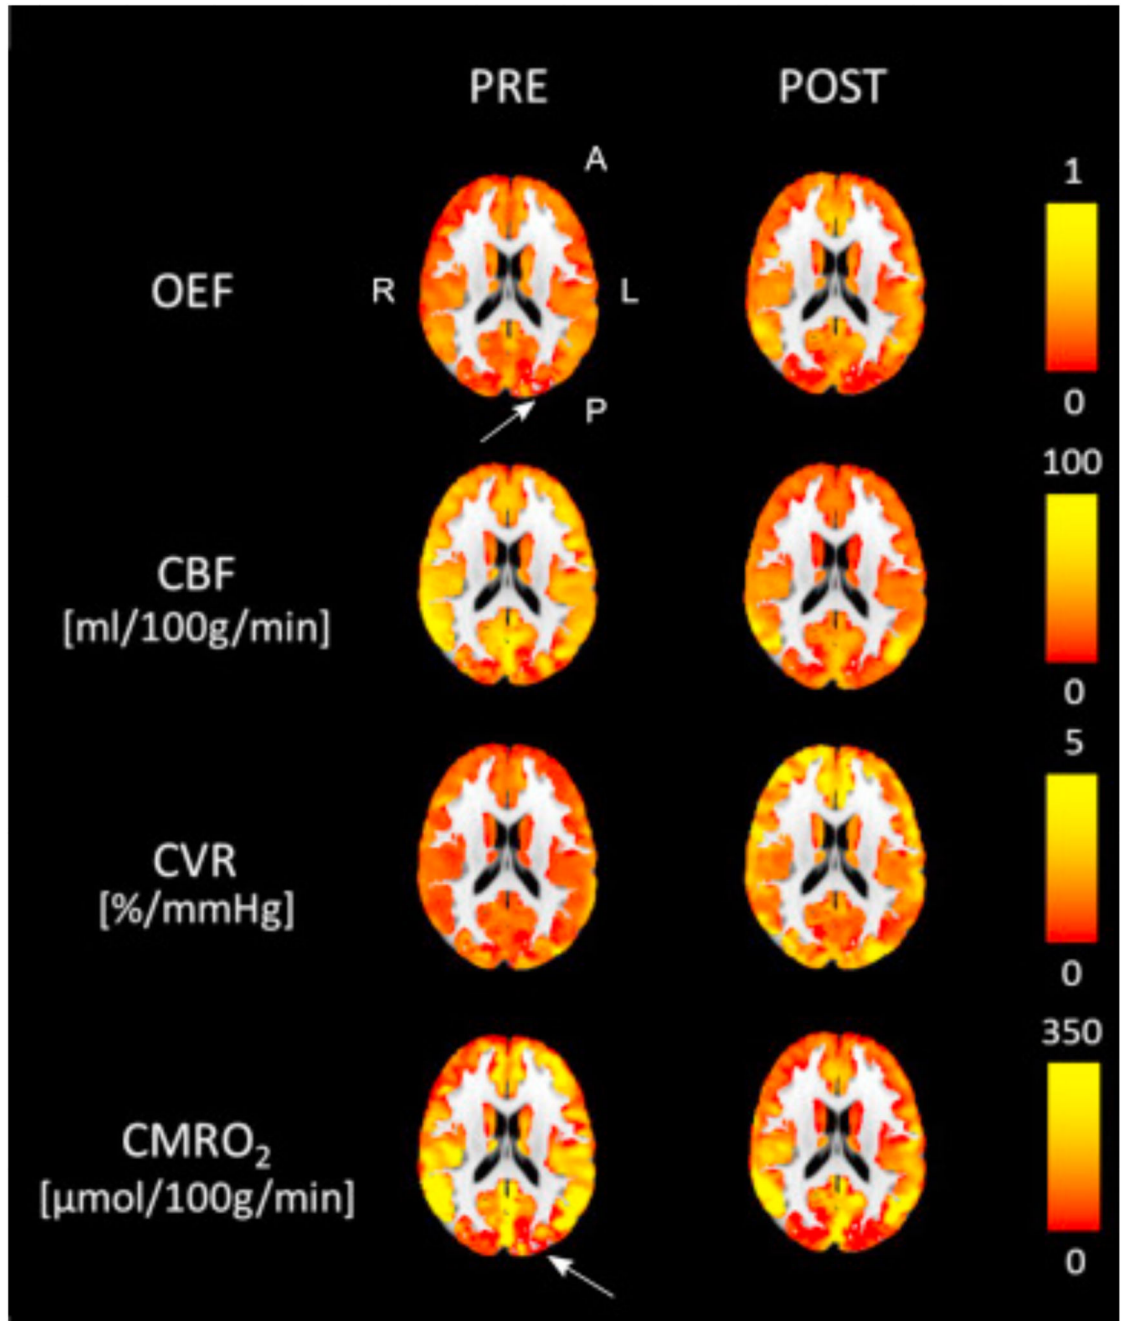 PRE POST
A
1
OEF
R L
0
P
100
CBF
[ml/100g/min]
0
5
CVR
[%/mmHg]
0
350
CMRO₂
[µmol/100g/min]
0